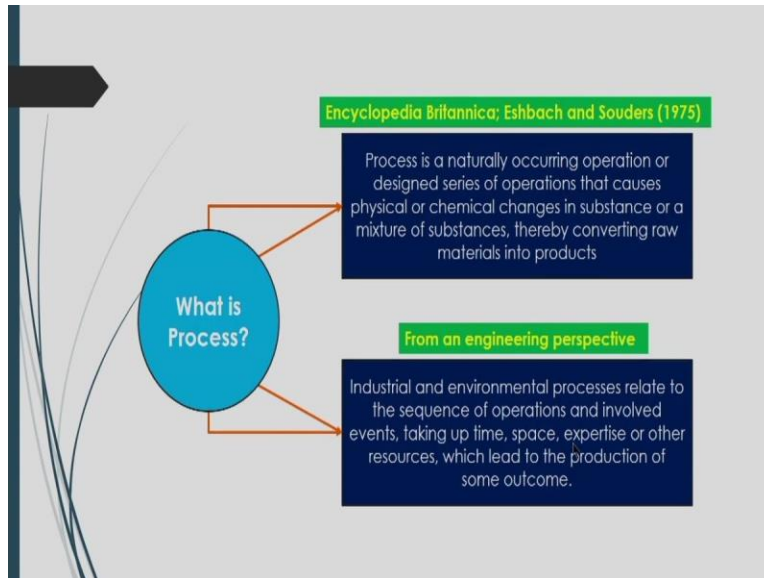 Encyclopedia Britannica; Eshbach and Souders (1975)
Process is a naturally occurring operation or
designed series of operations that causes
physical or chemical changes in substance or a
mixture of substances, thereby converting raw
materials into products
What is
Process?
From an engineering perspective
Industrial and environmental processes relate to
the sequence of operations and involved
events, taking up time, space, expertise or other
resources, which lead to the production of
some outcome.